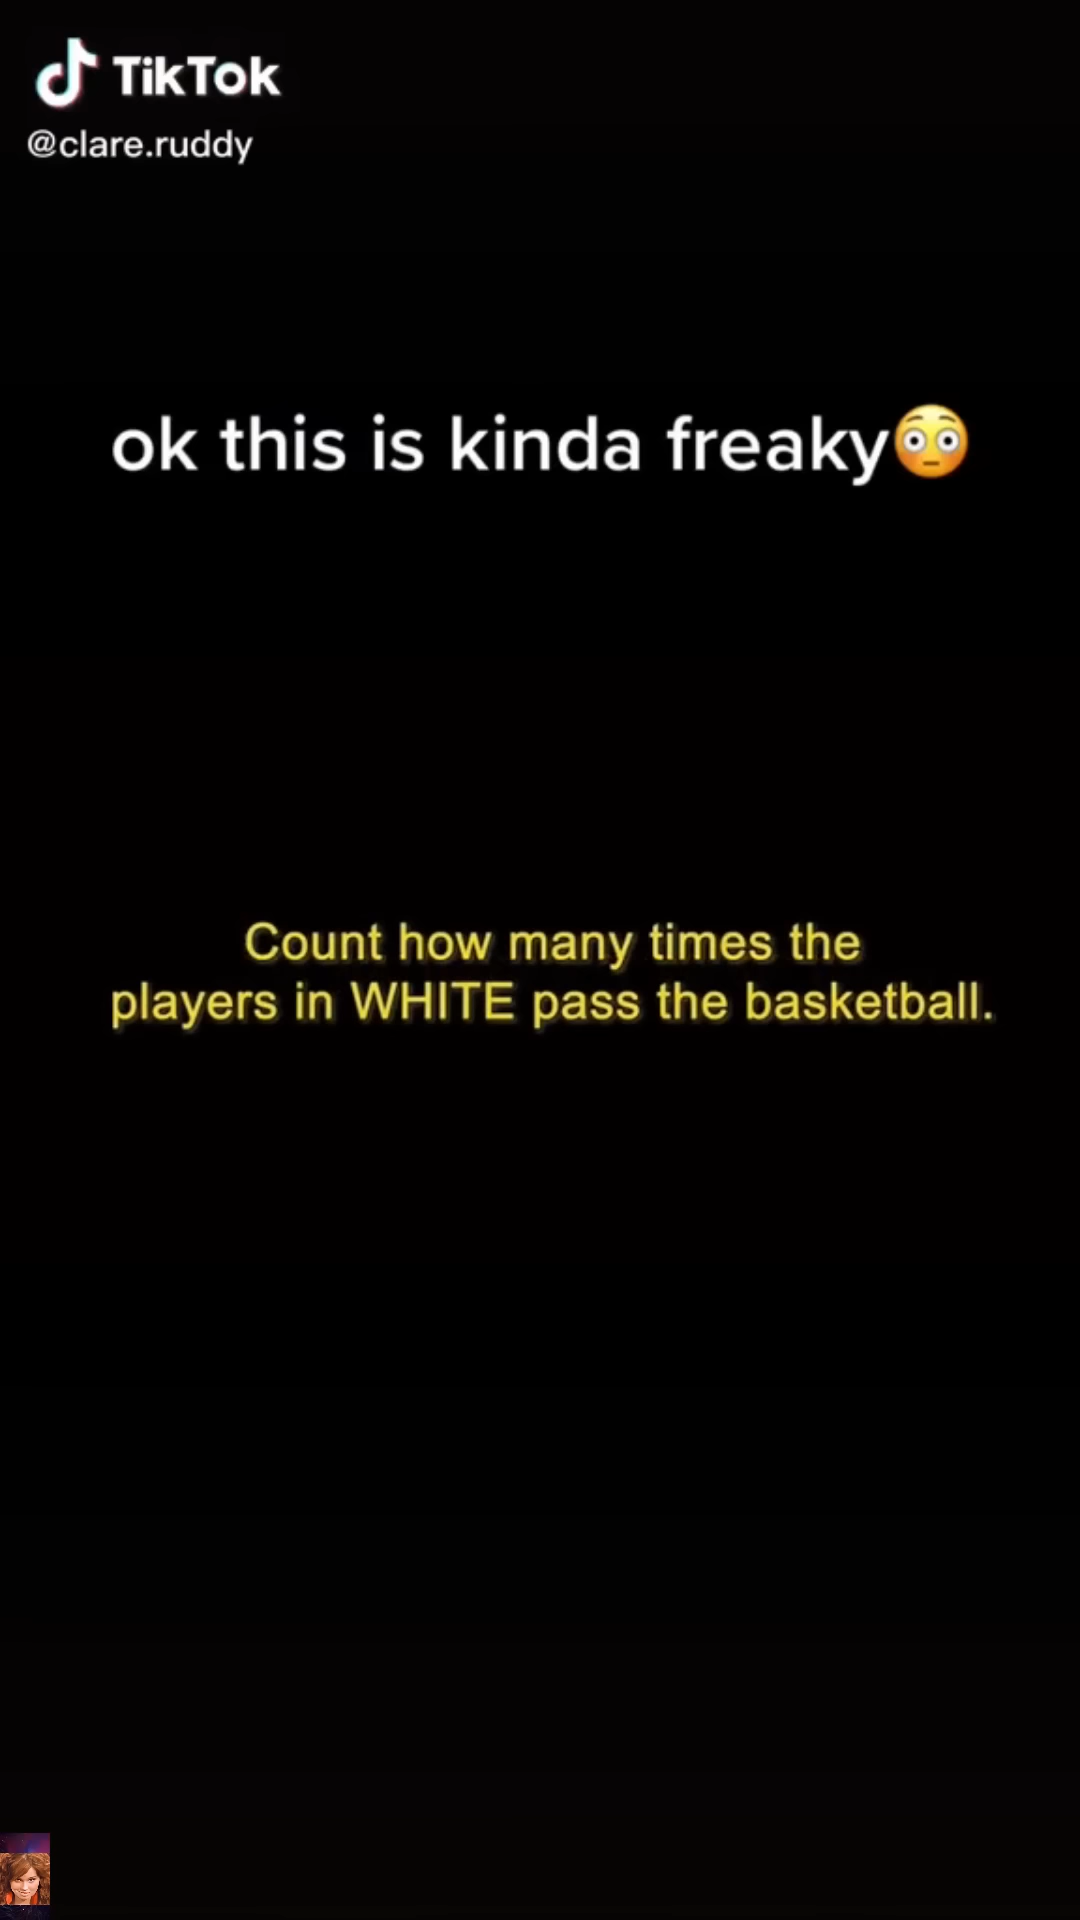 TikTok
@clare.ruddy
ok this is kinda freaky😳
Count how many times the
players in WHITE pass the basketball.